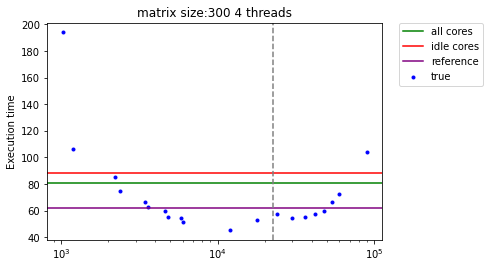 matrix size:300 4 threads
Execution time
200
180
160
140
120
100
80
60
40
10³
10⁴
10⁵
all cores
idle cores
reference
true